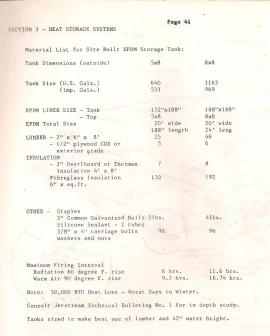 Page 41
SECTION 3 - HEAT STORAGE SYSTEMS
Material List for Site Built EPDM Storage Tank:
Tank Dimensions (outside) 5x8 8x8
Tank Size (U.S. Gals.) 640 1163
(Imp. Gals.) 533 969
EPDM LINER SIZE - Tank 152"x188" 188"x188"
- Top 5x8 8x8
EPDM Total Size 20' wide 20' wide
188" length 24' long
LUMBER - 2" x 6" x 8' 25 46
- 1/2" plywood CDX or 5 6
exterior grade
INSULATION
- 2" Pearlboard or Thermax 7 8
Insulation 4' x 8'
Fibreglass Insulation 130 192
6" x sq.ft.
OTHER - Staples
3" Common Galvanized Nails 3lbs. 4lbs.
Silicone Sealant - 2 tubes
3/8" x 4" carriage bolts 96 96
washers and nuts
Maximum Firing Interval
Radiation 80 degree F. rise 6 hrs. 11.6 hrs.
Warm Air 90 degree F. rise 9.2 hrs. 16.74 hrs.
Note: 50,000 BTU Heat Loss - Worst Days in Winter.
Consult Jetstream Technical Bulletin No. 1 for in depth study.
Tanks sized to make best use of lumber and 42" water height.